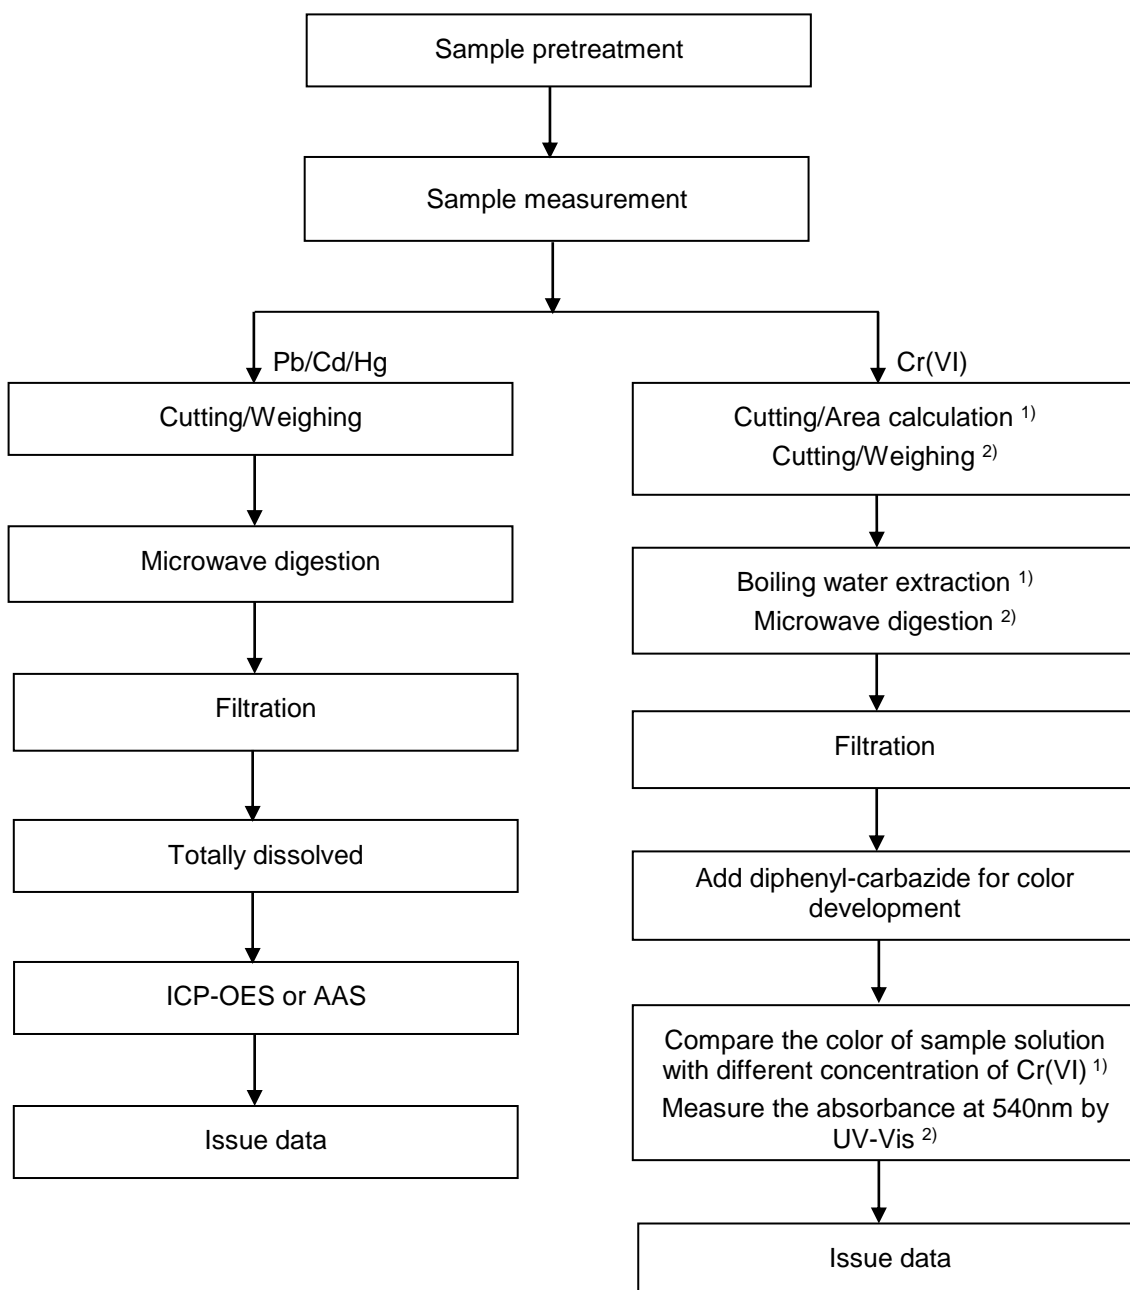 Sample pretreatment
Sample measurement
Pb/Cd/Hg
Cutting/Weighing
Microwave digestion
Filtration
Totally dissolved
ICP-OES or AAS
Issue data
Cr(VI)
Cutting/Area calculation 1)
Cutting/Weighing 2)
Boiling water extraction 1)
Microwave digestion 2)
Filtration
Add diphenyl-carbazide for color
development
Compare the color of sample solution
with different concentration of Cr(VI) 1)
Measure the absorbance at 540nm by
UV-Vis 2)
Issue data